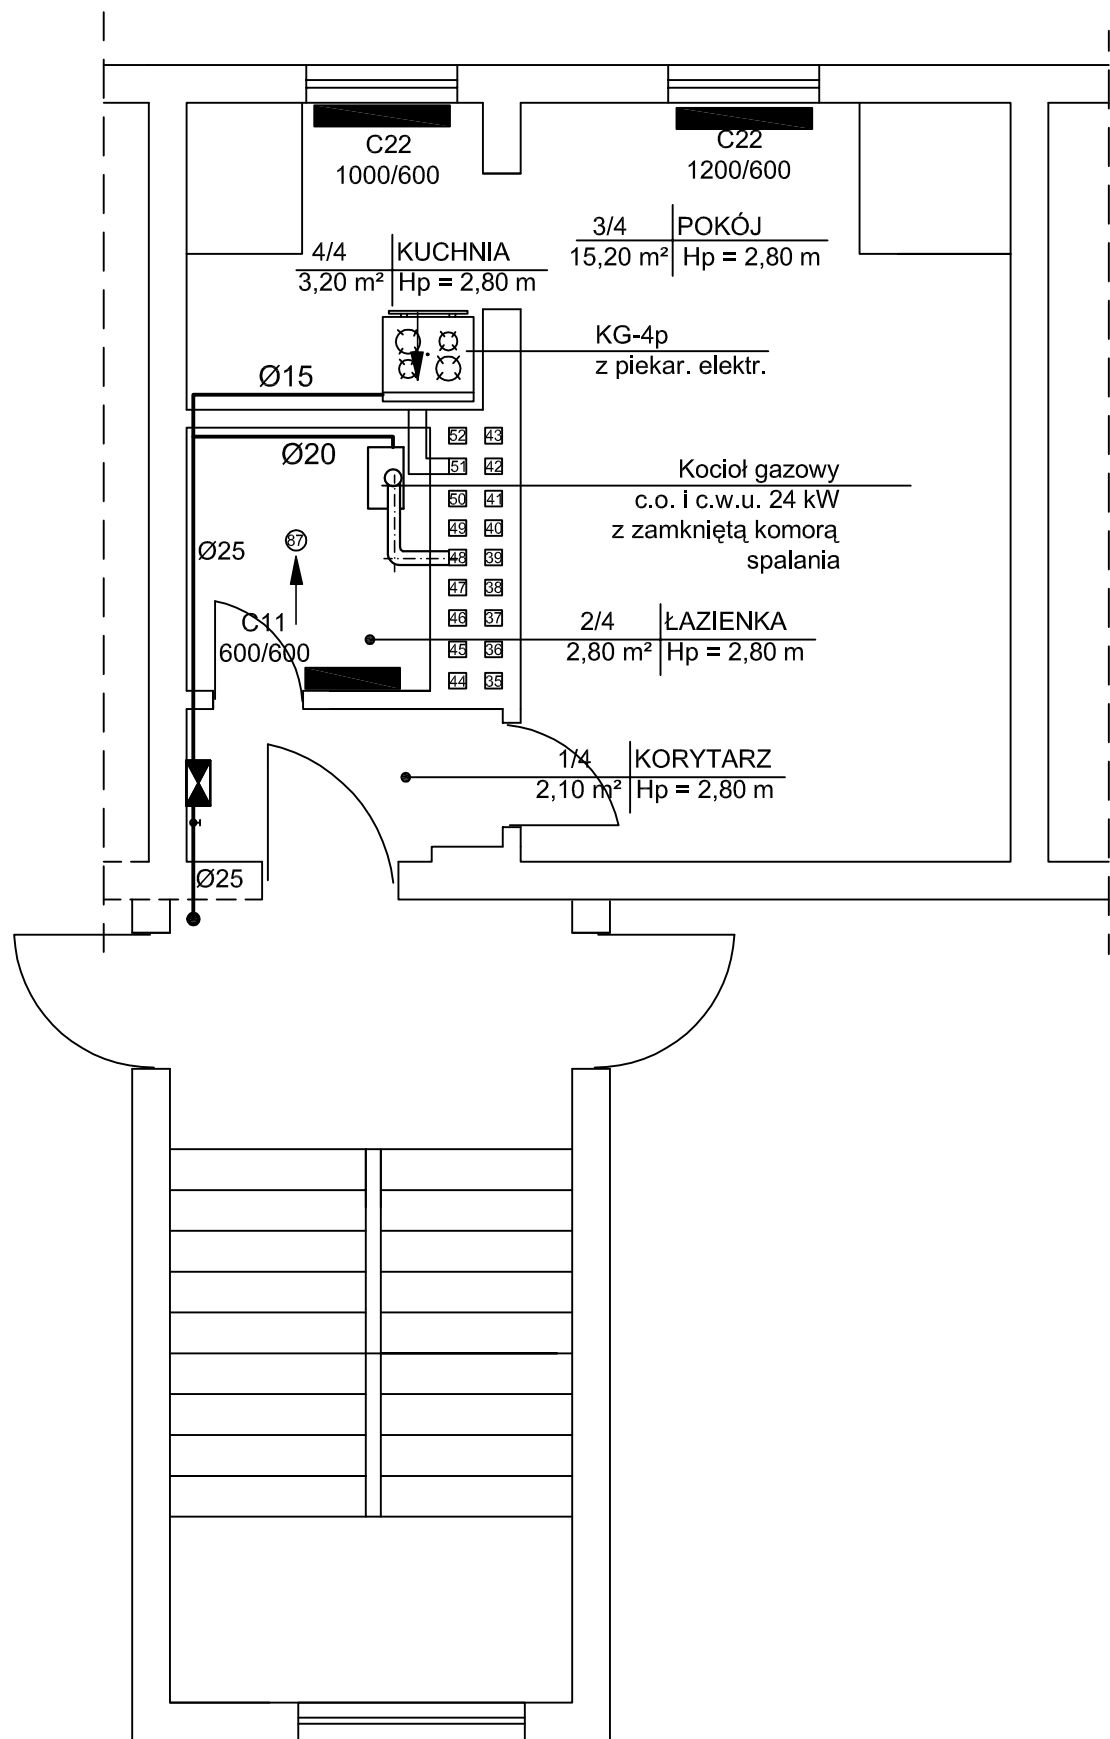 C22
1000/600
C22
1200/600
3/4 POKÓJ
15,20 m² Hp = 2,80 m
4/4 KUCHNIA
3,20 m² Hp = 2,80 m
KG-4p
z piekar. elektr.
Ø15
Ø20
52 43
51 42
50 41
49 40
48 39
47 38
46 37
45 36
44 35
Kocioł gazowy
c.o. i c.w.u. 24 kW
z zamkniętą komorą
spalania
Ø25
87
C11
600/600
2/4 ŁAZIENKA
2,80 m² Hp = 2,80 m
1/4 KORYTARZ
2,10 m² Hp = 2,80 m
Ø25